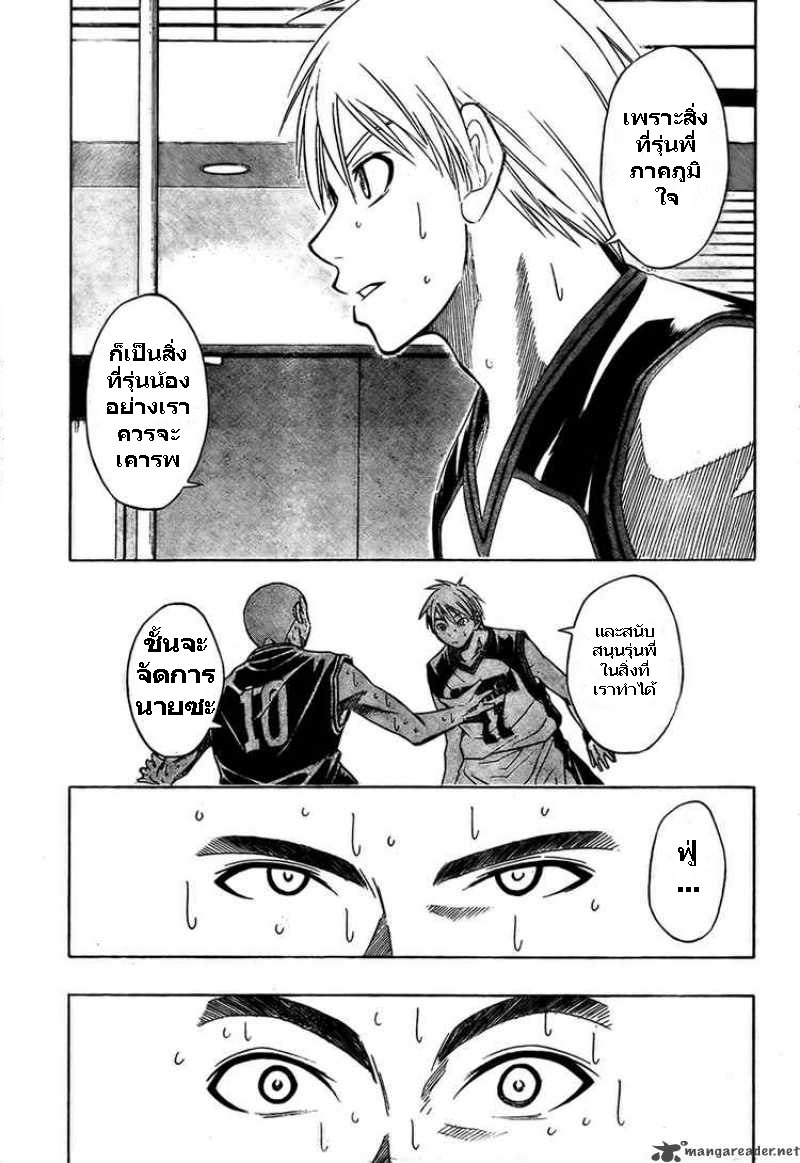 เพราะสิ่ง
ที่รุ่นพี่
ภาคภูมิ
ใจ
ก็เป็นสิ่ง
ที่รุ่นน้อง
อย่างเรา
ควรจะ
เคารพ
และสนับ
สนุนรุ่นพี่
ในสิ่งที่
เราทำได้
ชั้นจะ
จัดการ
นายซะ
10
11
ฟู่
...
mangareader.net